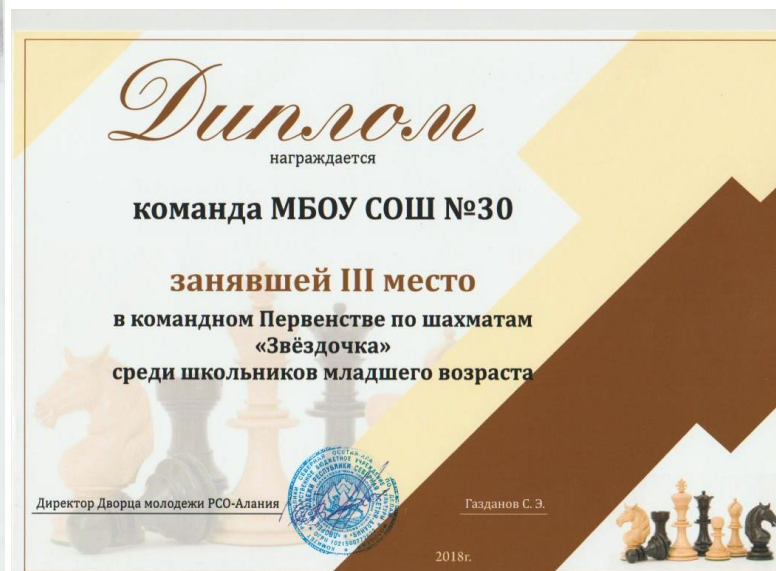 Диплом
награждается
команда МБОУ СОШ №30
занявшей III место
в командном Первенстве по шахматам
«Звёздочка»
среди школьников младшего возраста
Директор Дворца молодежи РСО-Алания
Газданов С. Э.
2018г.